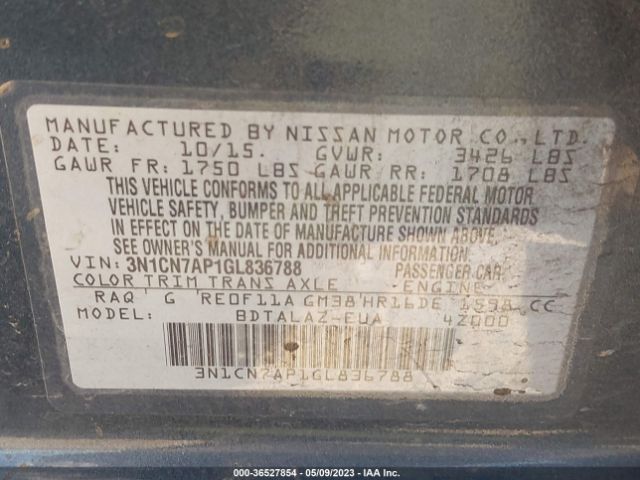 MANUFACTURED BY NISSAN MOTOR CO., LTD.
DATE: 10/15. GVWR: 3426 LBS
GAWR FR: 1750 LBS GAWR RR: 1708 LBS
THIS VEHICLE CONFORMS TO ALL APPLICABLE FEDERAL MOTOR
VEHICLE SAFETY, BUMPER AND THEFT PREVENTION STANDARDS
IN EFFECT ON THE DATE OF MANUFACTURE SHOWN ABOVE.
SEE OWNER'S MANUAL FOR ADDITIONAL INFORMATION
VIN: 3N1CN7AP1GL836788 PASSENGER CAR
COLOR TRIM TRANS AXLE ENGINE
RAQ G RE0F11A GM38 HR16DE 1598 CC
MODEL: BDTALAZ-EUA 4Z000
3N1CN7AP1GL836788
000-36527854 - 05/09/2023 - IAA Inc.